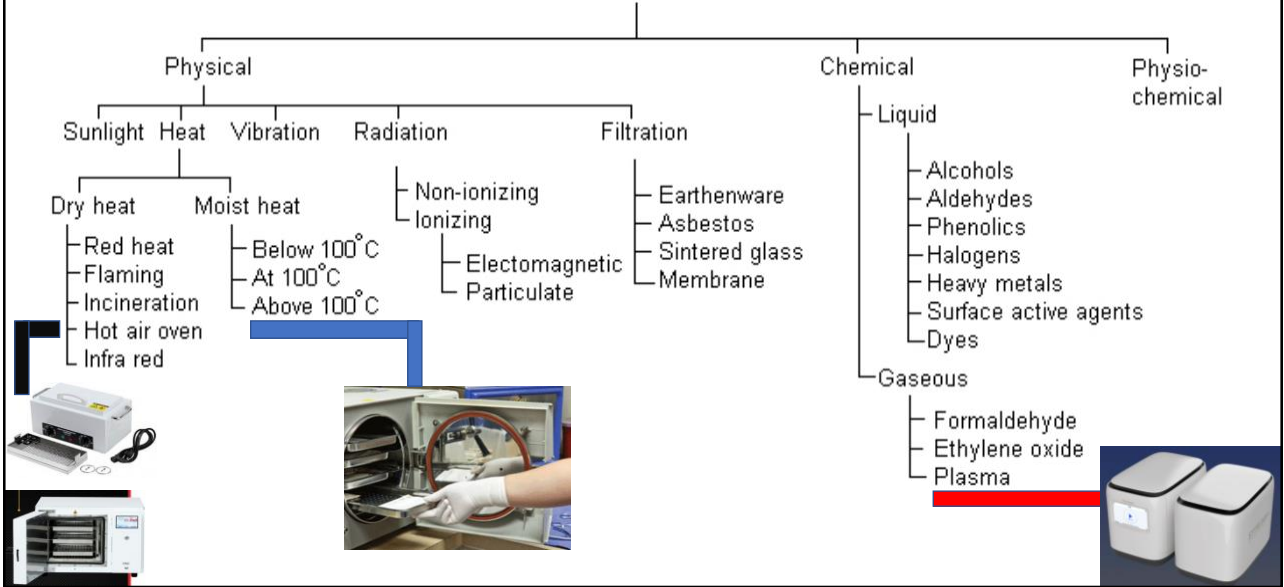 Physical
Chemical
Physio-
chemical
Sunlight
Heat
Vibration
Radiation
Filtration
Dry heat
Red heat
Flaming
Incineration
Hot air oven
Infra red
Moist heat
Below 100°C
At 100°C
Above 100°C
Non-ionizing
Ionizing
Electomagnetic
Particulate
Earthenware
Asbestos
Sintered glass
Membrane
Liquid
Alcohols
Aldehydes
Phenolics
Halogens
Heavy metals
Surface active agents
Dyes
Gaseous
Formaldehyde
Ethylene oxide
Plasma